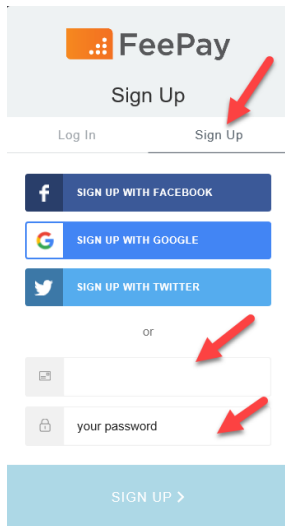 FeePay
Sign Up
Log In
Sign Up
f
SIGN UP WITH FACEBOOK
G
SIGN UP WITH GOOGLE
SIGN UP WITH TWITTER
or
your password
SIGN UP >